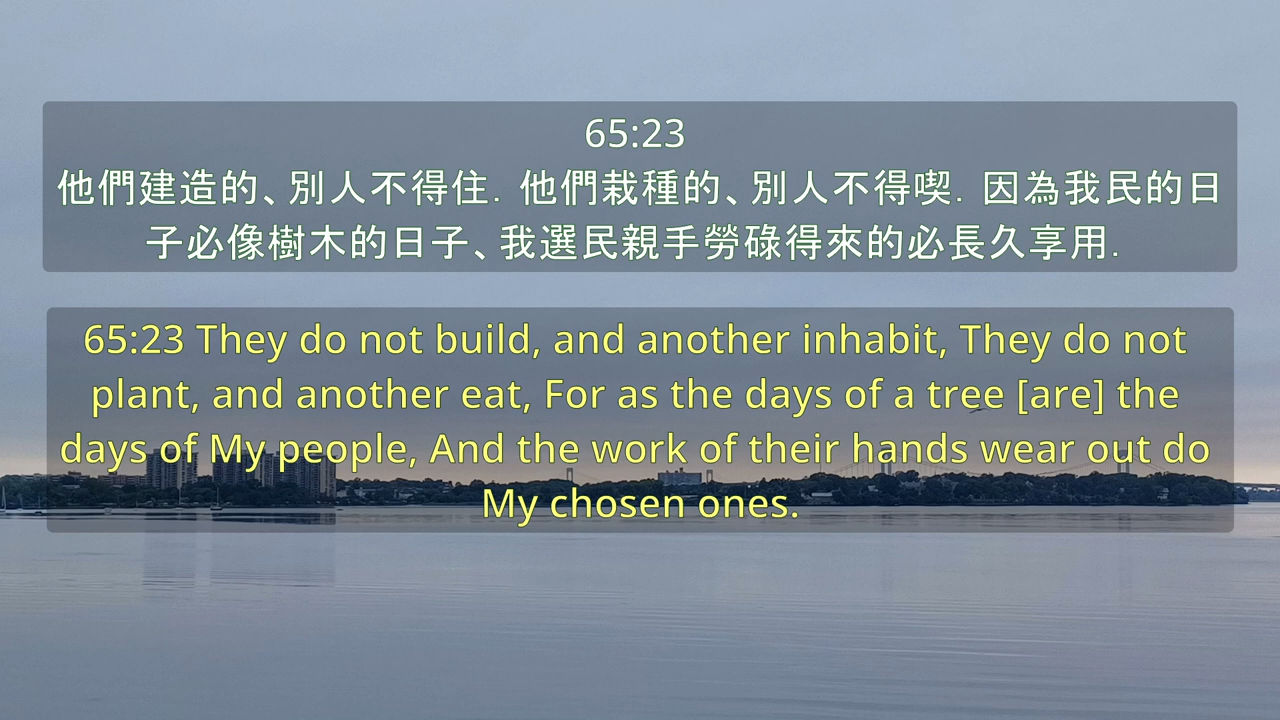 65:23
他們建造的、別人不得住. 他們栽種的、別人不得喫. 因為我民的日
子必像樹木的日子、我選民親手勞碌得來的必長久享用.
65:23 They do not build, and another inhabit, They do not
plant, and another eat, For as the days of a tree [are] the
days of My people, And the work of their hands wear out do
My chosen ones.